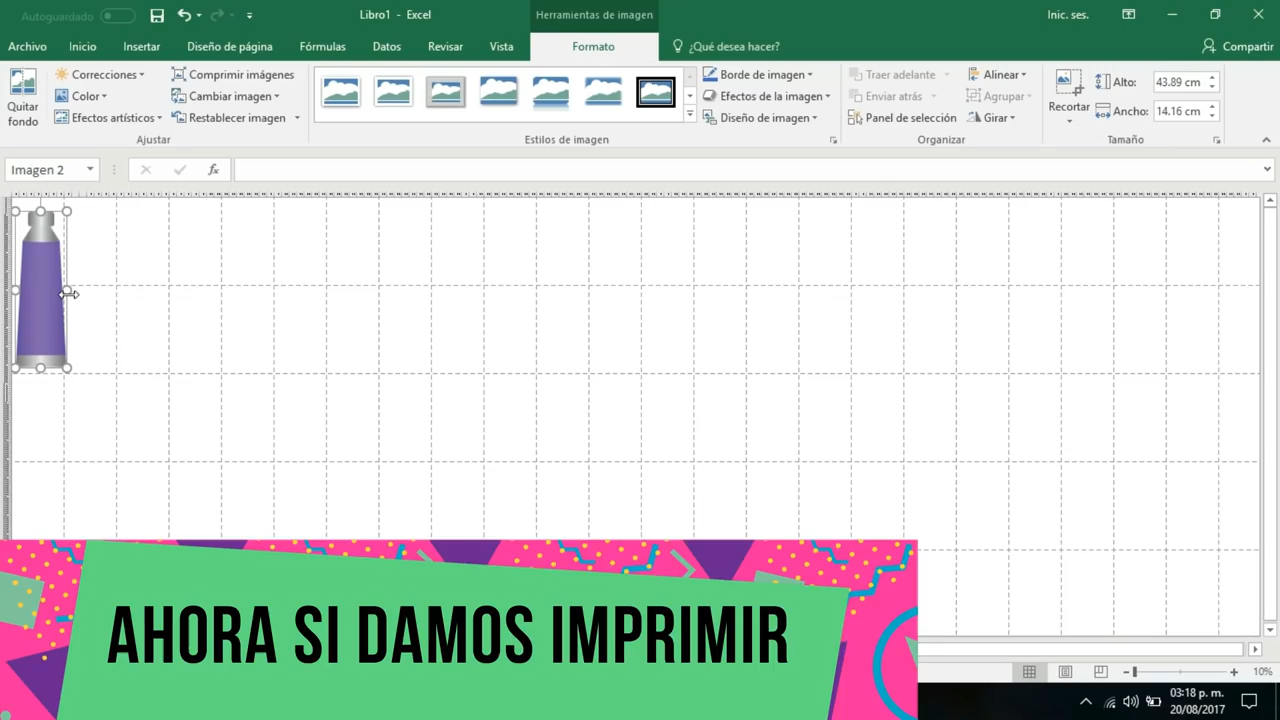 Autoguardado
Libro1 - Excel
Herramientas de imagen
Inic. ses.
Archivo
Inicio
Insertar
Diseño de página
Fórmulas
Datos
Revisar
Vista
Formato
¿Qué desea hacer?
Compartir
Quitar fondo
Correcciones
Color
Efectos artísticos
Comprimir imágenes
Cambiar imagen
Restablecer imagen
Ajustar
Estilos de imagen
Borde de imagen
Efectos de la imagen
Diseño de imagen
Traer adelante
Enviar atrás
Panel de selección
Alinear
Agrupar
Girar
Organizar
Recortar
Alto: 43.89 cm
Ancho: 14.16 cm
Tamaño
Imagen 2
fx
AHORA SI DAMOS IMPRIMIR
10%
03:18 p. m.
20/08/2017